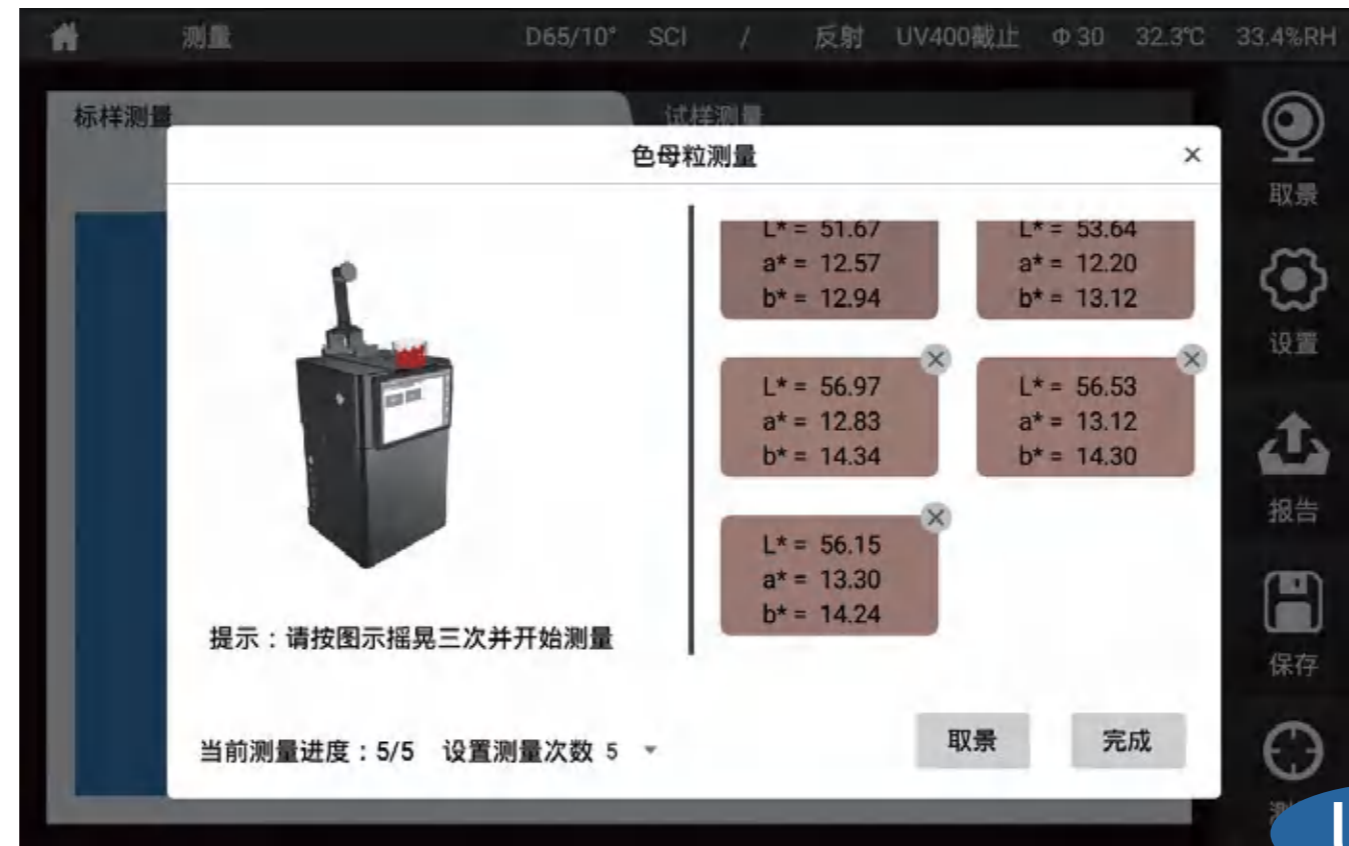 测量 D65/10° SCI / 反射 UV400截止 Φ30 32.3℃ 33.4%RH
标样测量 试样测量
色母粒测量
L* = 51.67
a* = 12.57
b* = 12.94
L* = 53.64
a* = 12.20
b* = 13.12
L* = 56.97
a* = 12.83
b* = 14.34
L* = 56.53
a* = 13.12
b* = 14.30
L* = 56.15
a* = 13.30
b* = 14.24
提示：请按图示摇晃三次并开始测量
当前测量进度：5/5 设置测量次数 5
取景 完成
取景
设置
报告
保存